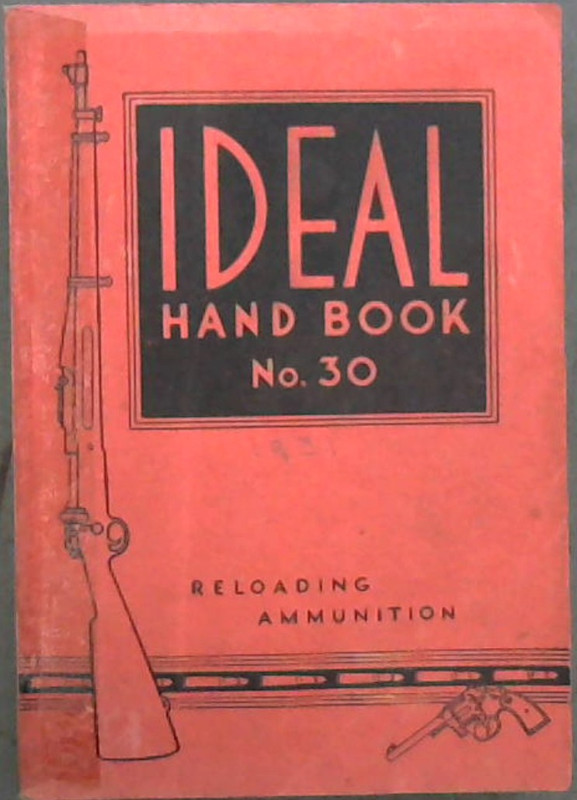 IDEAL
HAND BOOK
No. 30
RELOADING
AMMUNITION